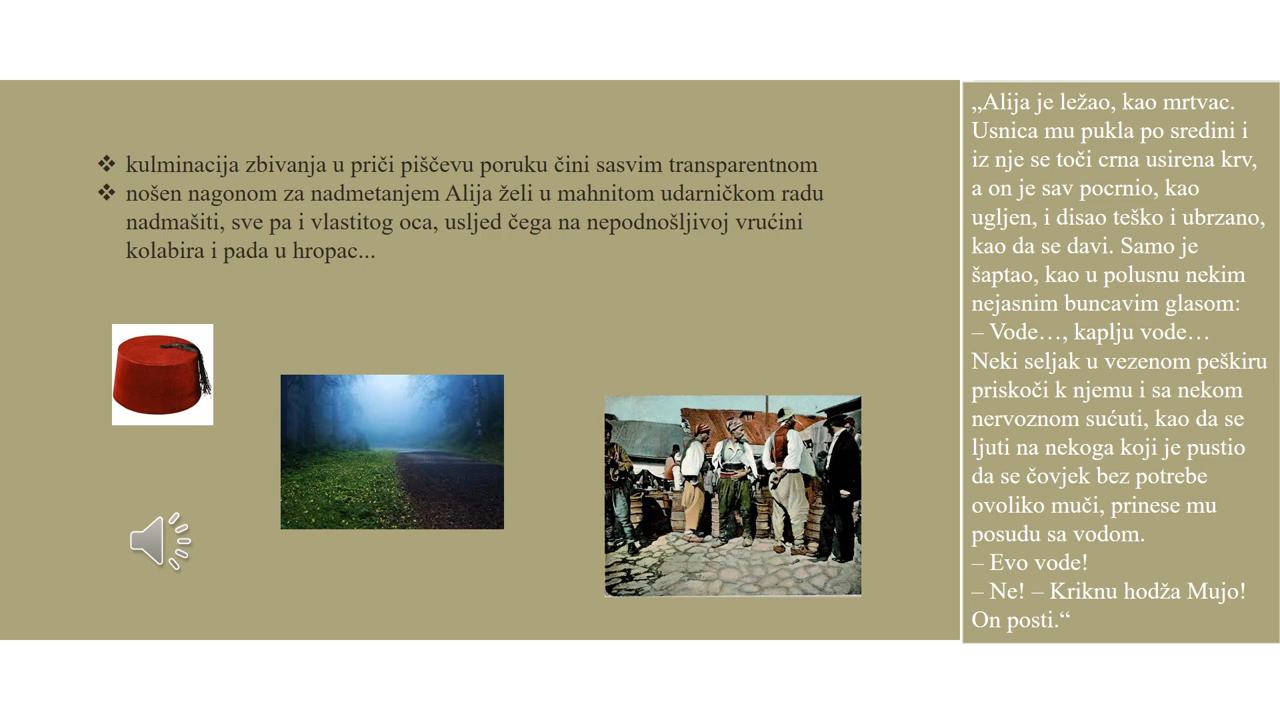 ❖ kulminacija zbivanja u priči piščevu poruku čini sasvim transparentnom
❖ nošen nagonom za nadmetanjem Alija želi u mahnitom udarničkom radu
nadmašiti, sve pa i vlastitog oca, usljed čega na nepodnošljivoj vrućini
kolabira i pada u hropac...
„Alija je ležao, kao mrtvac.
Usnica mu pukla po sredini i
iz nje se toči crna usirena krv,
a on je sav pocrnio, kao
ugljen, i disao teško i ubrzano,
kao da se davi. Samo je
šaptao, kao u polusnu nekim
nejasnim buncavim glasom:
– Vode…, kaplju vode…
Neki seljak u vezenom peškiru
priskoči k njemu i sa nekom
nervoznom sućuti, kao da se
ljuti na nekoga koji je pustio
da se čovjek bez potrebe
ovoliko muči, prinese mu
posudu sa vodom.
– Evo vode!
– Ne! – Kriknu hodža Mujo!
On posti.“